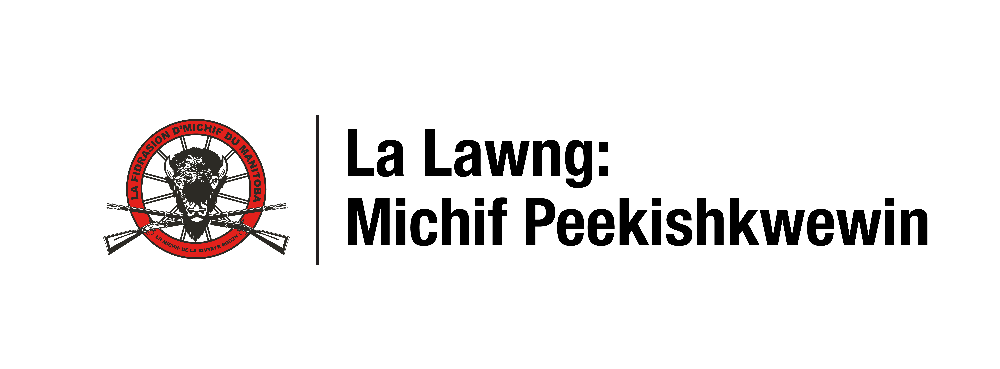 LA FIDRASION D'MICHIF DU MANITOBA
LII MICHIF DE LA RIVYAYR ROOZH
La Lawng:
Michif Peekishkwewin